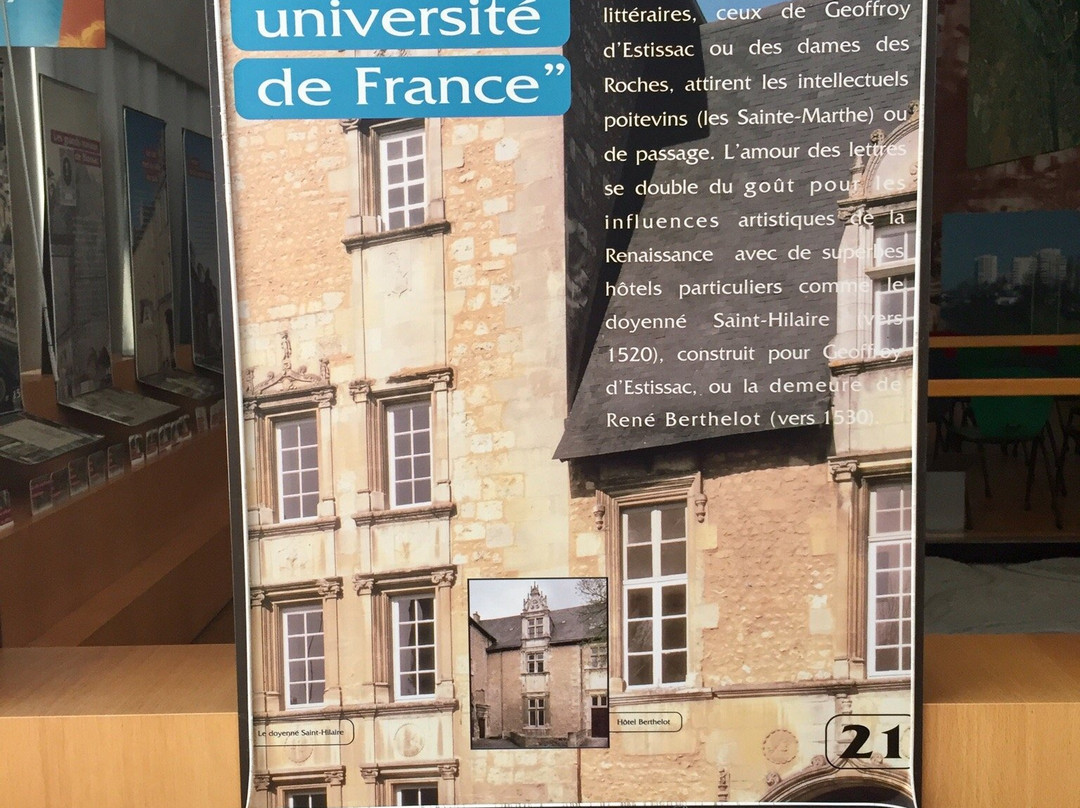 université
de France”
littéraires, ceux de Geoffroy
d'Estissac ou des dames des
Roches, attirent les intellectuels
poitevins (les Sainte-Marthe) ou
de passage. L'amour des lettres
se double du goût pour les
influences artistiques de la
Renaissance avec de superbes
hôtels particuliers comme le
doyenné Saint-Hilaire (vers
1520), construit pour Geoffroy
d'Estissac, ou la demeure de
René Berthelot (vers 1530).
Le doyenné Saint-Hilaire
Hôtel Berthelot
21